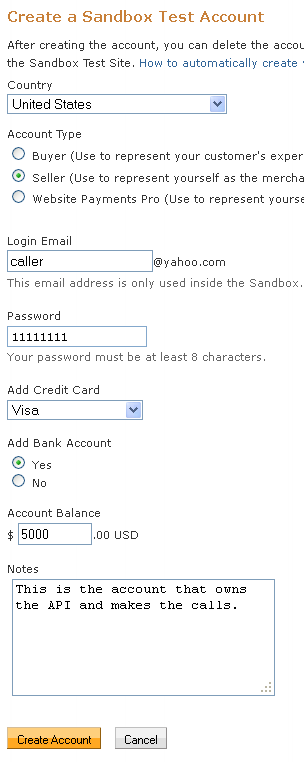 Create a Sandbox Test Account
After creating the account, you can delete the
the Sandbox Test Site. How to automatically create
Country
United States
Account Type
Buyer (Use to represent your customer's
Seller (Use to represent yourself as the
Website Payments Pro (Use to represent
Login Email
caller @yahoo.com
This email address is only used inside the Sandbox.
Password
11111111
Your password must be at least 8 characters.
Add Credit Card
Visa
Add Bank Account
Yes
No
Account Balance
$ 5000 .00 USD
Notes
This is the account that owns
the API and makes the calls.
Create Account Cancel